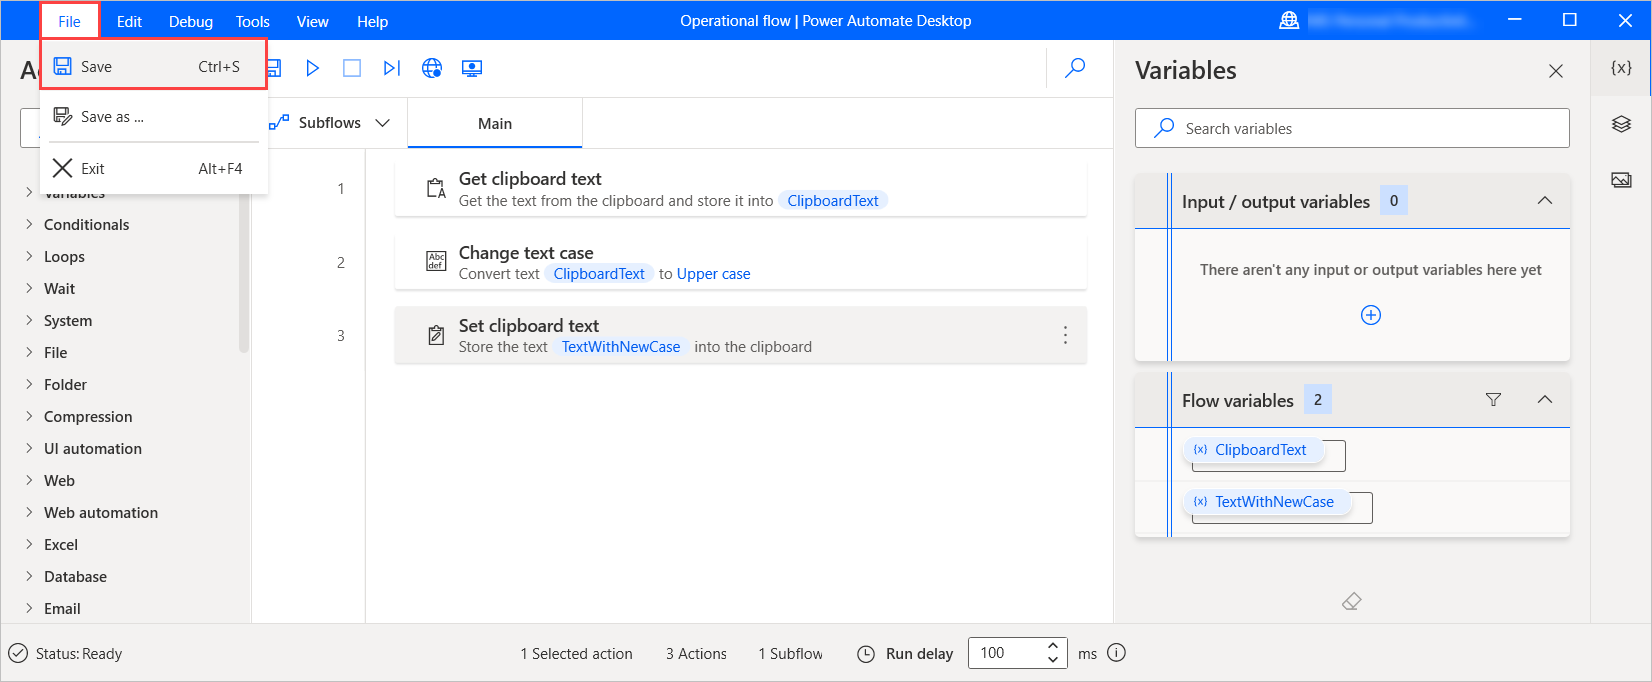 File Edit Debug Tools View Help
Operational flow | Power Automate Desktop
Save Ctrl+S
Save as ...
Exit Alt+F4
Variables
Conditionals
Loops
Wait
System
File
Folder
Compression
UI automation
Web
Web automation
Excel
Database
Email
Subflows
Main
1
Get clipboard text
Get the text from the clipboard and store it into ClipboardText
2
Abc
def
Change text case
Convert text ClipboardText to Upper case
3
Set clipboard text
Store the text TextWithNewCase into the clipboard
Variables
{x}
Search variables
Input / output variables 0
There aren't any input or output variables here yet
Flow variables 2
{x} ClipboardText
{x} TextWithNewCase
Status: Ready
1 Selected action
3 Actions
1 Subflow
Run delay 100 ms